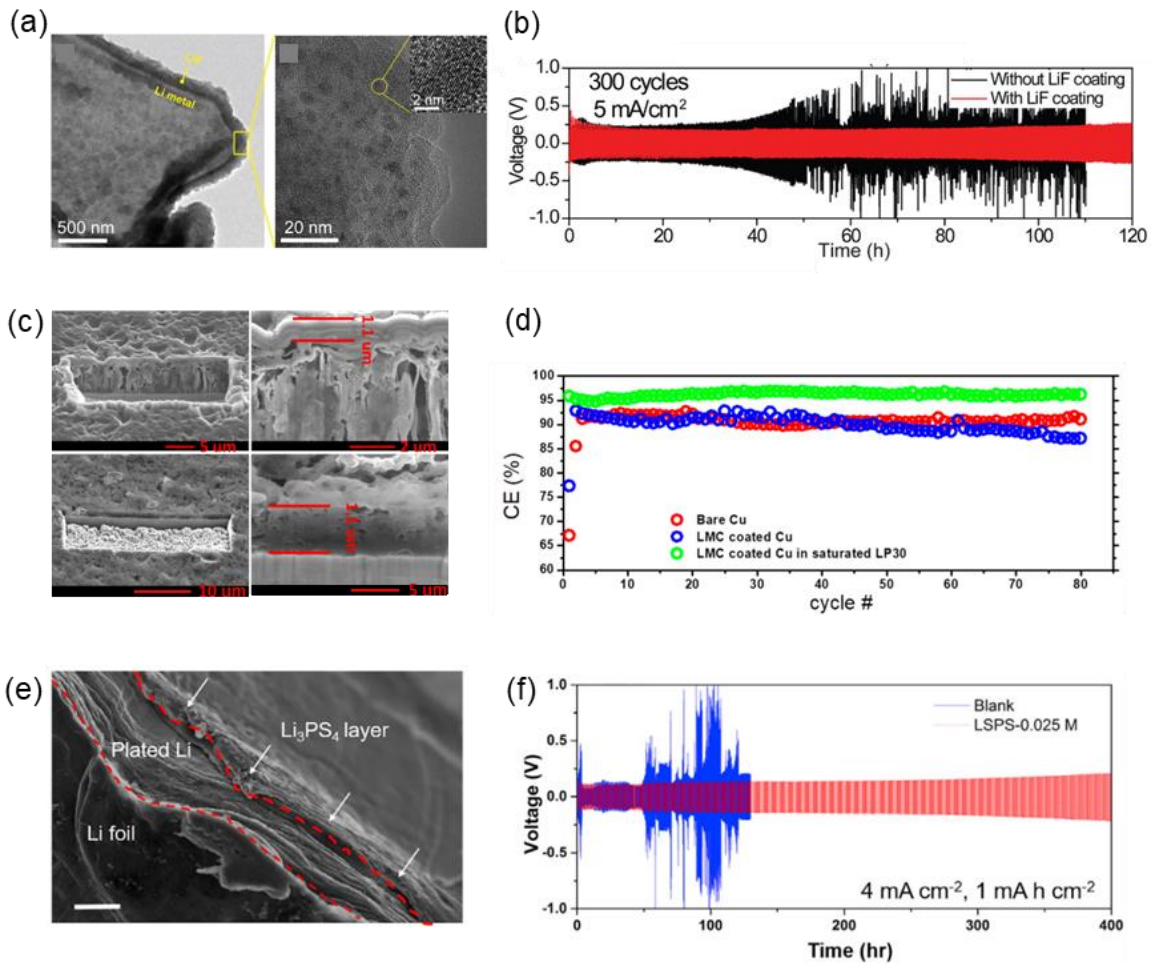 (a)
Li metal
500 nm
20 nm
2 nm
(b)
300 cycles
5 mA/cm²
Without LiF coating
With LiF coating
Voltage (V)
1.0
0.5
0.0
-0.5
-1.0
0
20
40
60
80
100
120
Time (h)
(c)
1.1 um
5 µm
2 µm
10 µm
5 µm
(d)
CE (%)
100
95
90
85
80
75
70
65
60
Bare Cu
LMC coated Cu
LMC coated Cu in saturated LP30
0
10
20
30
40
50
60
70
80
90
cycle #
(e)
Li₃PS₄ layer
Plated Li
Li foil
(f)
Blank
LSPS-0.025 M
Voltage (V)
1.0
0.5
0.0
-0.5
-1.0
4 mA cm⁻², 1 mA h cm⁻²
0
100
200
300
400
Time (hr)